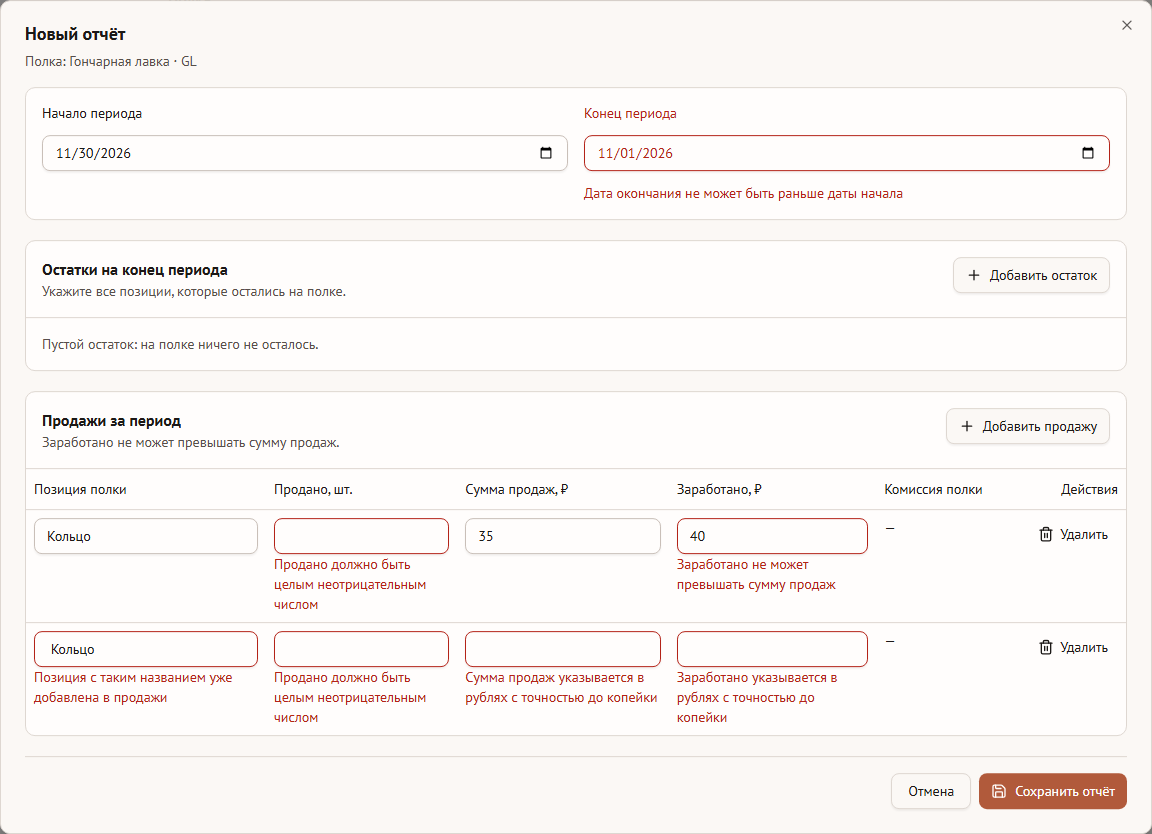 Новый отчёт
Полка: Гончарная лавка · GL
Начало периода
Конец периода
11/30/2026
11/01/2026
Дата окончания не может быть раньше даты начала
Остатки на конец периода
Укажите все позиции, которые остались на полке.
+ Добавить остаток
Пустой остаток: на полке ничего не осталось.
Продажи за период
Заработано не может превышать сумму продаж.
+ Добавить продажу
Позиция полки
Продано, шт.
Сумма продаж, ₽
Заработано, ₽
Комиссия полки
Действия
Кольцо
35
40
—
Удалить
Продано должно быть
целым неотрицательным
числом
Заработано не может
превышать сумму продаж
Кольцо
—
Удалить
Позиция с таким названием уже
добавлена в продажи
Продано должно быть
целым неотрицательным
числом
Сумма продаж указывается в
рублях с точностью до копейки
Заработано указывается в
рублях с точностью до
копейки
Отмена
Сохранить отчёт